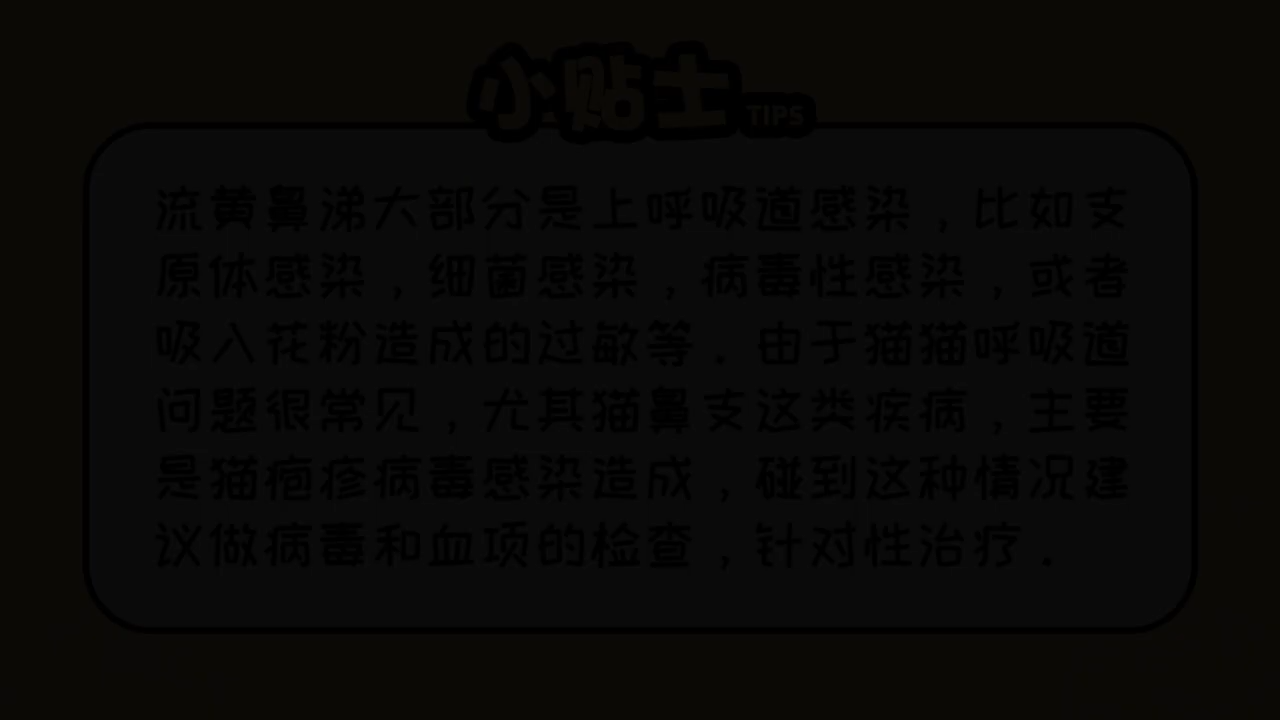 小贴士 TIPS
流黄鼻涕大部分是上呼吸道感染，比如支
原体感染，细菌感染，病毒性感染，或者
吸入花粉造成的过敏等．由于猫猫呼吸道
问题很常见，尤其猫鼻支这类疾病，主要
是猫疱疹病毒感染造成，碰到这种情况建
议做病毒和血项的检查，针对性治疗．